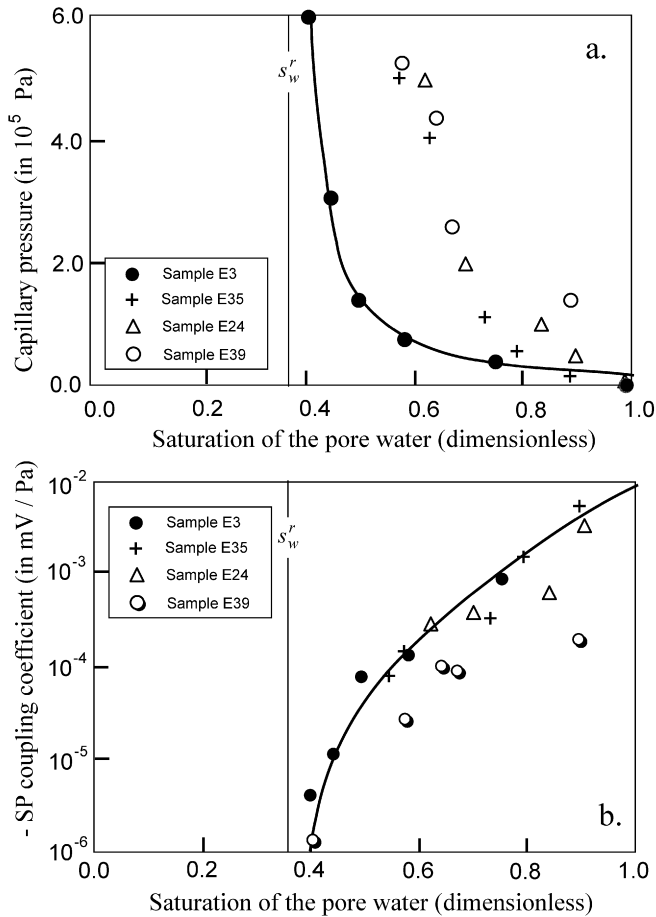 6.0
a.
s_w^r
4.0
2.0
0.0
Capillary pressure (in 10^5 Pa)
Sample E3
Sample E35
Sample E24
Sample E39
0.0 0.2 0.4 0.6 0.8 1.0
Saturation of the pore water (dimensionless)
10^-2
10^-3
10^-4
10^-5
10^-6
- SP coupling coefficient (in mV / Pa)
Sample E3
Sample E35
Sample E24
Sample E39
s_w^r
b.
0.0 0.2 0.4 0.6 0.8 1.0
Saturation of the pore water (dimensionless)